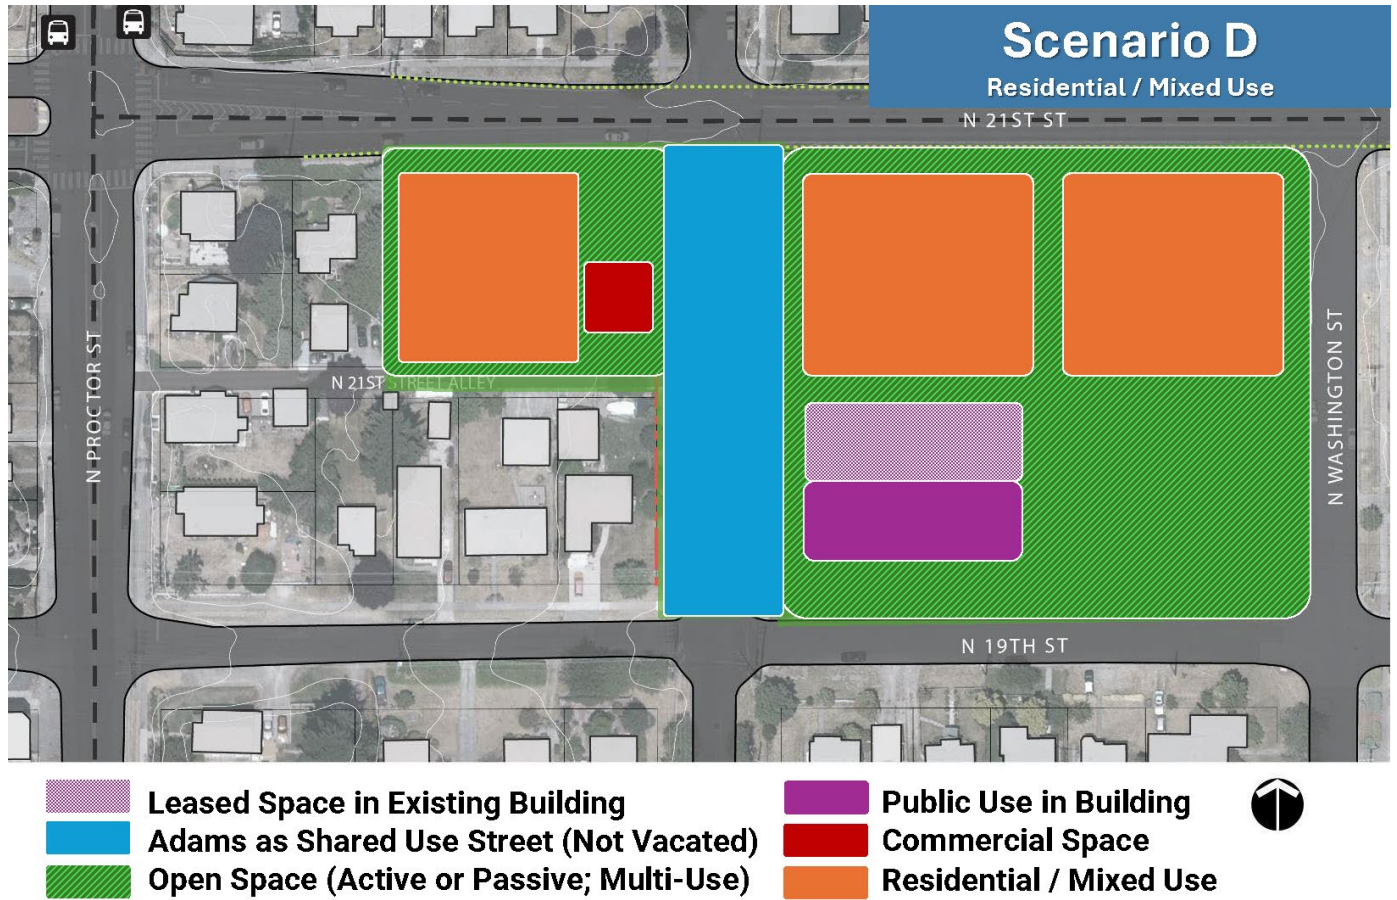 Scenario D
Residential / Mixed Use
N 21ST ST
N PROCTOR ST
N 21ST STREET ALLEY
N WASHINGTON ST
N 19TH ST
Leased Space in Existing Building
Adams as Shared Use Street (Not Vacated)
Open Space (Active or Passive; Multi-Use)
Public Use in Building
Commercial Space
Residential / Mixed Use